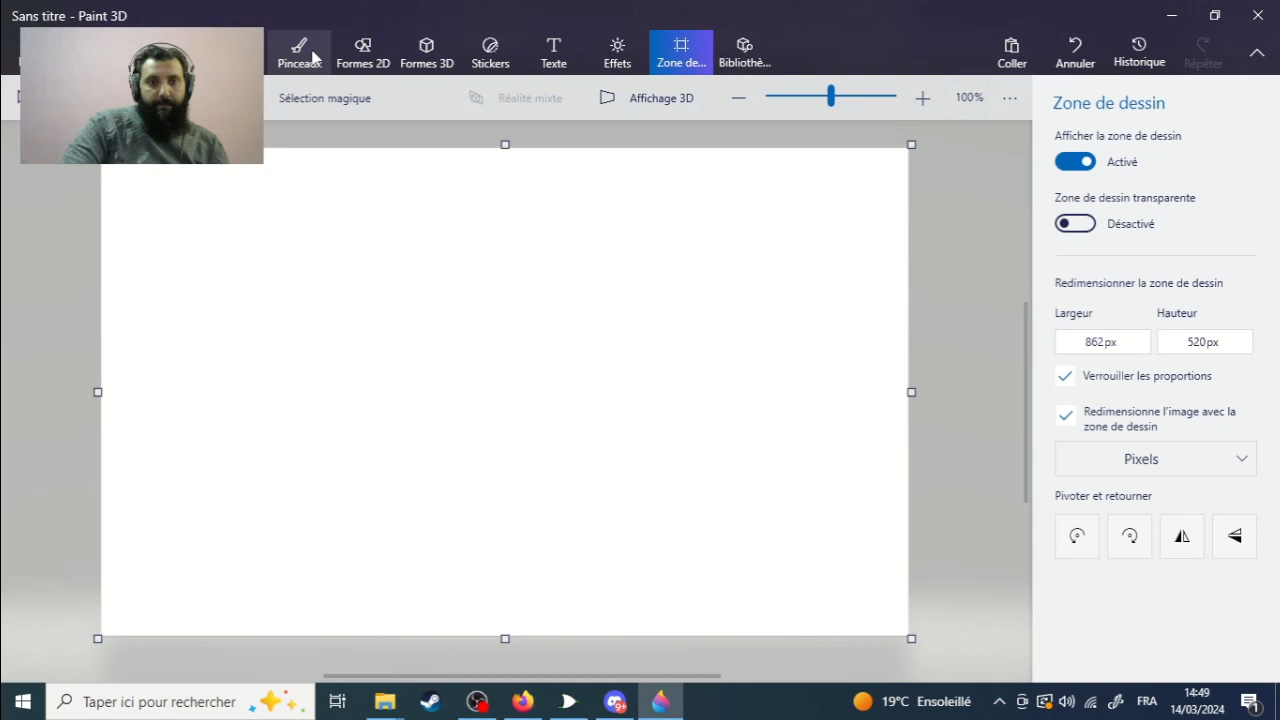 Sans titre - Paint 3D
Pinceaux
Formes 2D
Formes 3D
Stickers
Texte
Effets
Zone de...
Bibliothè...
Coller
Annuler
Historique
Répéter
Sélection magique
Réalité mixte
Affichage 3D
100%
Zone de dessin
Afficher la zone de dessin
Activé
Zone de dessin transparente
Désactivé
Redimensionner la zone de dessin
Largeur
Hauteur
862px
520px
Verrouiller les proportions
Redimensionne l'image avec la
zone de dessin
Pixels
Pivoter et retourner
Taper ici pour rechercher
9+
19°C Ensoleillé
FRA
14:49
14/03/2024
1